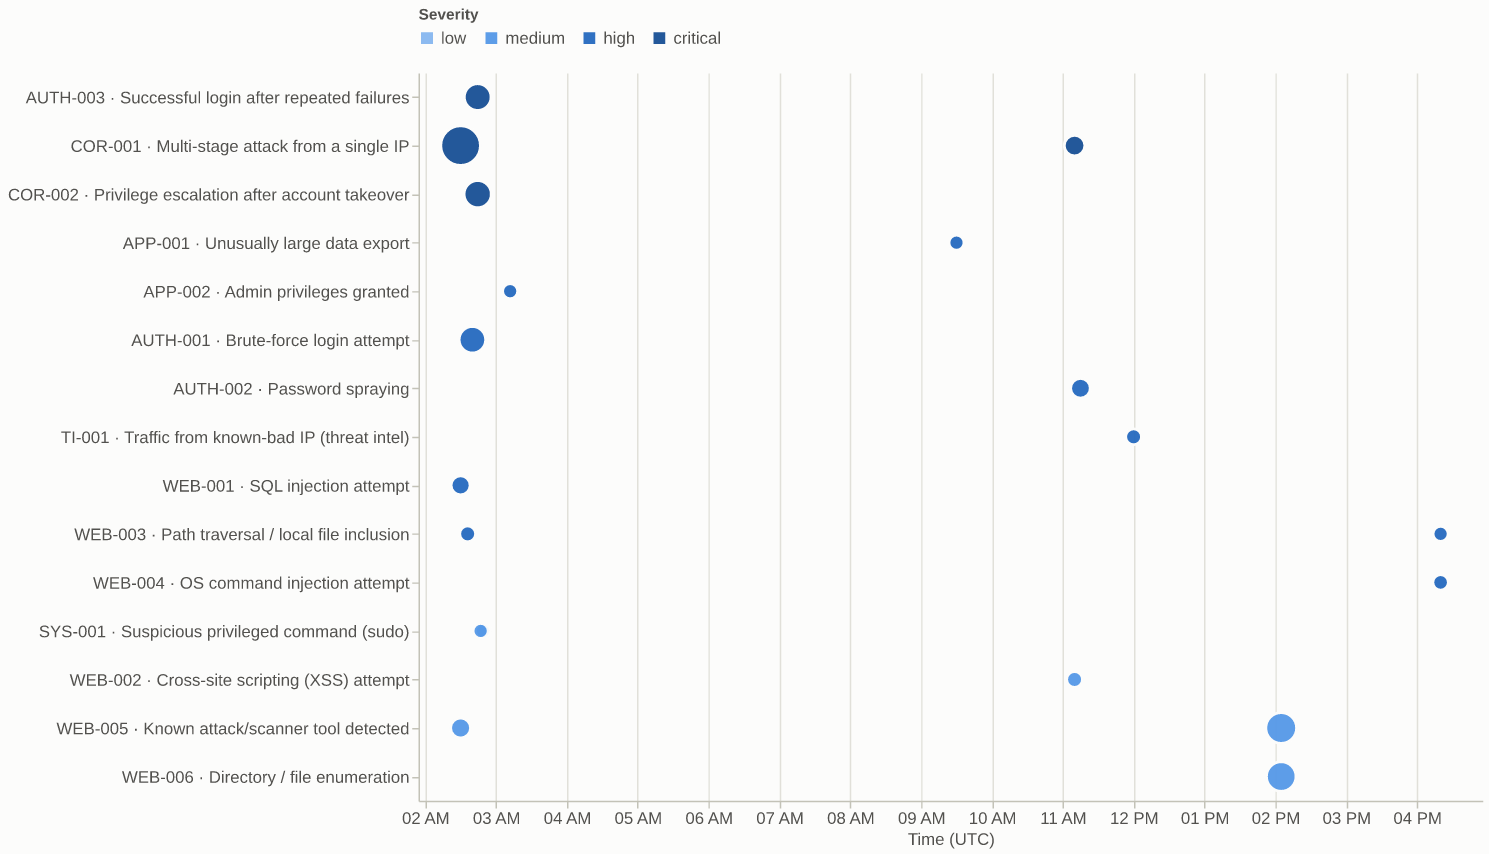 Severity
low medium high critical
AUTH-003 · Successful login after repeated failures
COR-001 · Multi-stage attack from a single IP
COR-002 · Privilege escalation after account takeover
APP-001 · Unusually large data export
APP-002 · Admin privileges granted
AUTH-001 · Brute-force login attempt
AUTH-002 · Password spraying
TI-001 · Traffic from known-bad IP (threat intel)
WEB-001 · SQL injection attempt
WEB-003 · Path traversal / local file inclusion
WEB-004 · OS command injection attempt
SYS-001 · Suspicious privileged command (sudo)
WEB-002 · Cross-site scripting (XSS) attempt
WEB-005 · Known attack/scanner tool detected
WEB-006 · Directory / file enumeration
02 AM 03 AM 04 AM 05 AM 06 AM 07 AM 08 AM 09 AM 10 AM 11 AM 12 PM 01 PM 02 PM 03 PM 04 PM
Time (UTC)